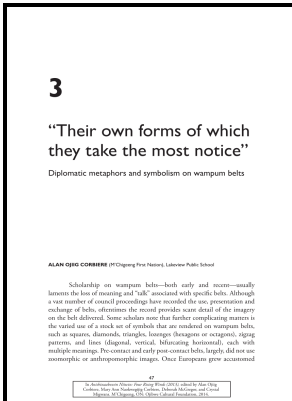 3
“Their own forms of which
they take the most notice”
Diplomatic metaphors and symbolism on wampum belts
ALAN OJIIG CORBIERE (M’Chigeeng First Nation), Lakeview Public School
Scholarship on wampum belts—both early and recent—usually
laments the loss of meaning and “talk” associated with specific belts. Although
a vast number of council proceedings have recorded the use, presentation and
exchange of belts, oftentimes the record provides scant detail of the imagery
on the belt delivered. Some scholars note that further complicating matters is
the varied use of a stock set of symbols that are rendered on wampum belts,
such as squares, diamonds, triangles, lozenges (hexagons or octagons), zigzag
patterns, and lines (diagonal, vertical, bifurcating horizontal), each with
multiple meanings. Pre-contact and early post-contact belts, largely, did not use
zoomorphic or anthropomorphic images. Once Europeans grew accustomed
47
In Anishinaabewin Niizwi: Four Rising Winds (2013), edited by Alan Ojiig
Corbiere, Mary Ann Naokwegijig Corbiere, Deborah McGregor, and Crystal
Migwans. M’Chigeeng, ON: Ojibwe Cultural Foundation, 2014.